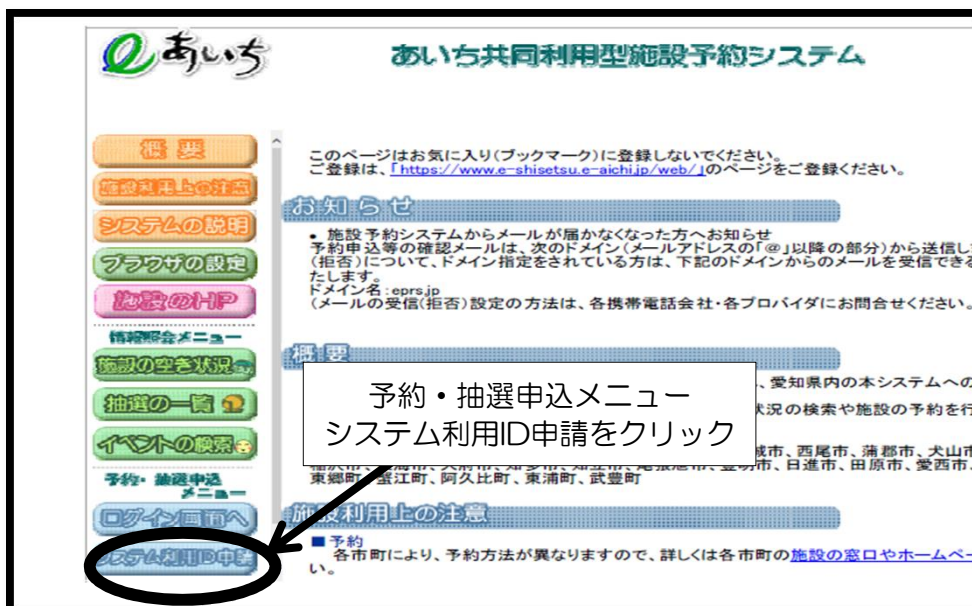 eあいち
あいち共同利用型施設予約システム
概 要
施設利用上の注意
システムの説明
ブラウザの設定
施設のHP
情報照会メニュー
施設の空き状況
抽選の一覧
イベントの検索
予約・抽選申込
メニュー
ログイン画面へ
システム利用ID申請
このページはお気に入り(ブックマーク)に登録しないでください。
ご登録は、「https://www.e-shisetsu.e-aichi.jp/web/」のページをご登録ください。
お 知 ら せ
• 施設予約システムからメールが届かなくなった方へお知らせ
予約申込等の確認メールは、次のドメイン(メールアドレスの「@」以降の部分)から送信し
(拒否)について、ドメイン指定をされている方は、下記のドメインからのメールを受信できる
たします。
ドメイン名:eprs.jp
(メールの受信(拒否)設定の方法は、各携帯電話会社・各プロバイダにお問合せください。
概 要
、愛知県内の本システムへの
状況の検索や施設の予約を行
予約・抽選申込メニュー
システム利用ID申請をクリック
城市、西尾市、蒲郡市、犬山市
市、日進市、田原市、愛西市、
東郷町、蟹江町、阿久比町、東浦町、武豊町
施設利用上の注意
■ 予約
各市町により、予約方法が異なりますので、詳しくは各市町の施設の窓口やホームペー
い。